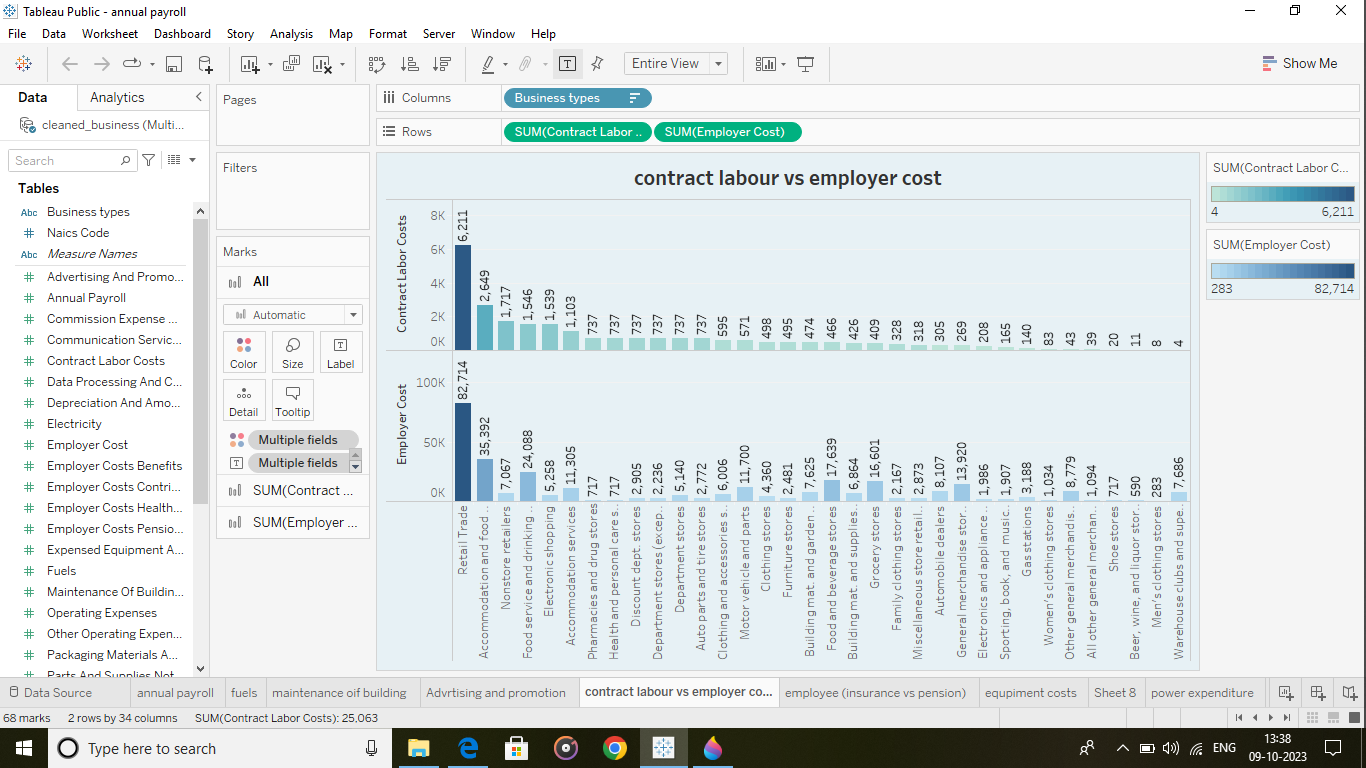 Tableau Public - annual payroll
File Data Worksheet Dashboard Story Analysis Map Format Server Window Help
Entire View
Show Me
Data Analytics
cleaned_business (Multi...
Search
Tables
Abc Business types
# Naics Code
Abc Measure Names
# Advertising And Promo...
# Annual Payroll
# Commission Expense ...
# Communication Servic...
# Contract Labor Costs
# Data Processing And C...
# Depreciation And Amo...
# Electricity
# Employer Cost
# Employer Costs Benefits
# Employer Costs Contri...
# Employer Costs Health...
# Employer Costs Pensio...
# Expensed Equipment A...
# Fuels
# Maintenance Of Buildin...
# Operating Expenses
# Other Operating Expen...
# Packaging Materials A...
# Parts And Supplies Not
Pages
Filters
Marks
All
Automatic
Color Size Label
Detail Tooltip
Multiple fields
Multiple fields
SUM(Contract ...
SUM(Employer ...
Columns Business types
Rows SUM(Contract Labor .. SUM(Employer Cost)
contract labour vs employer cost
Contract Labor Costs
8K
6K
4K
2K
0K
6,211 2,649 1,717 1,546 1,539 1,103 737 737 737 737 737 737 595 571 498 495 474 466 426 409 328 318 305 269 208 165 140 83 43 39 20 11 8 4
Employer Cost
100K
50K
0K
82,714 35,392 7,067 24,088 5,258 11,305 717 717 2,905 2,236 5,140 2,772 6,006 11,700 4,360 2,481 7,625 17,639 6,864 16,601 2,167 2,873 8,107 13,920 1,986 1,907 3,188 1,034 8,779 1,094 717 590 283 7,686
Retail Trade
Accommodation and food ..
Nonstore retailers
Food service and drinking ..
Electronic shopping
Accommodation services
Pharmacies and drug stores
Health and personal care s..
Discount dept. stores
Department stores (excep..
Department stores
Auto parts and tire stores
Clothing and accessories s..
Motor vehicle and parts
Clothing stores
Furniture stores
Building mat. and garden ..
Food and beverage stores
Building mat. and supplies..
Grocery stores
Family clothing stores
Miscellaneous store retail..
Automobile dealers
General merchandise stor..
Electronics and appliance ..
Sporting, book, and music..
Gas stations
Women's clothing stores
Other general merchandis..
All other general merchan..
Shoe stores
Beer, wine, and liquor stor..
Men's clothing stores
Warehouse clubs and supe..
SUM(Contract Labor C...
4 6,211
SUM(Employer Cost)
283 82,714
Data Source annual payroll fuels maintenance oif building Advrtising and promotion contract labour vs employer co... employee (insurance vs pension) equpiment costs Sheet 8 power expenditure
68 marks 2 rows by 34 columns SUM(Contract Labor Costs): 25,063
Type here to search
ENG
13:38
09-10-2023